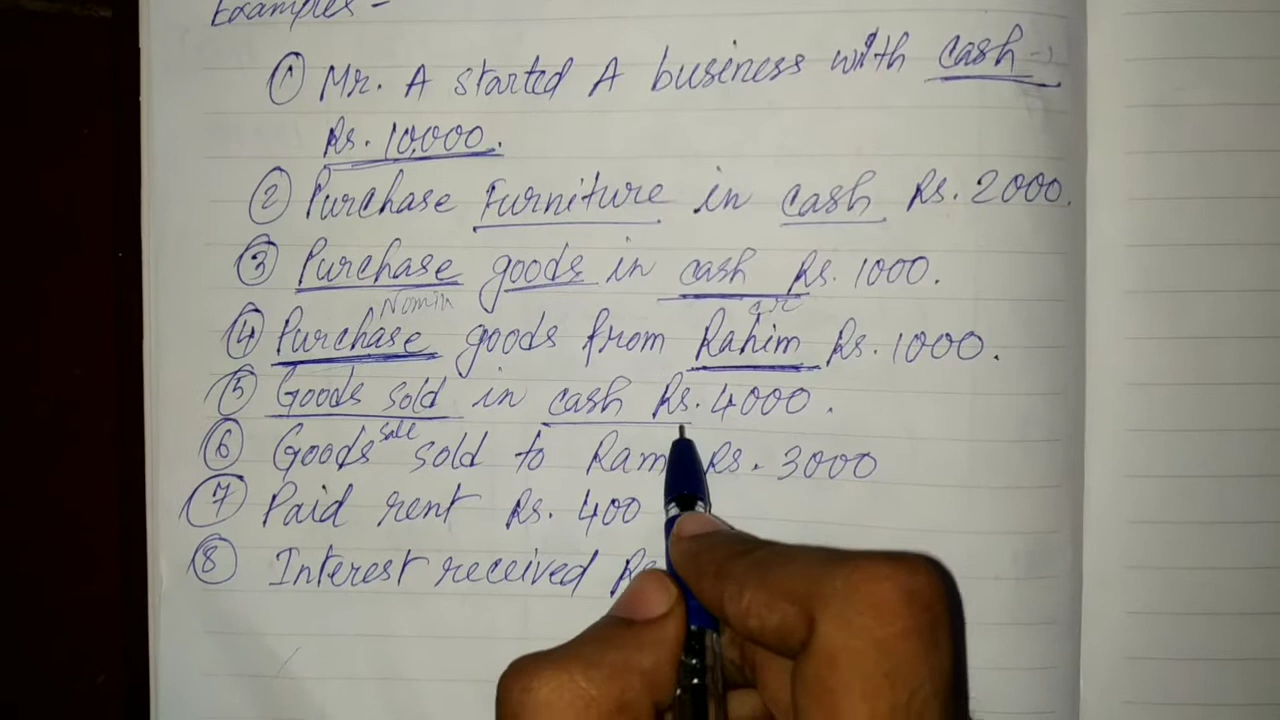 Examples -
① Mr. A started A business with cash
Rs. 10,000.
② Purchase Furniture in cash Rs. 2000.
③ Purchase goods in cash Rs. 1000.
Nomin
④ Purchase goods from Rahim Rs. 1000.
⑤ Goods sold in cash Rs. 4000.
sale
⑥ Goods sold to Ram Rs. 3000
⑦ Paid rent Rs. 400
⑧ Interest received Rs